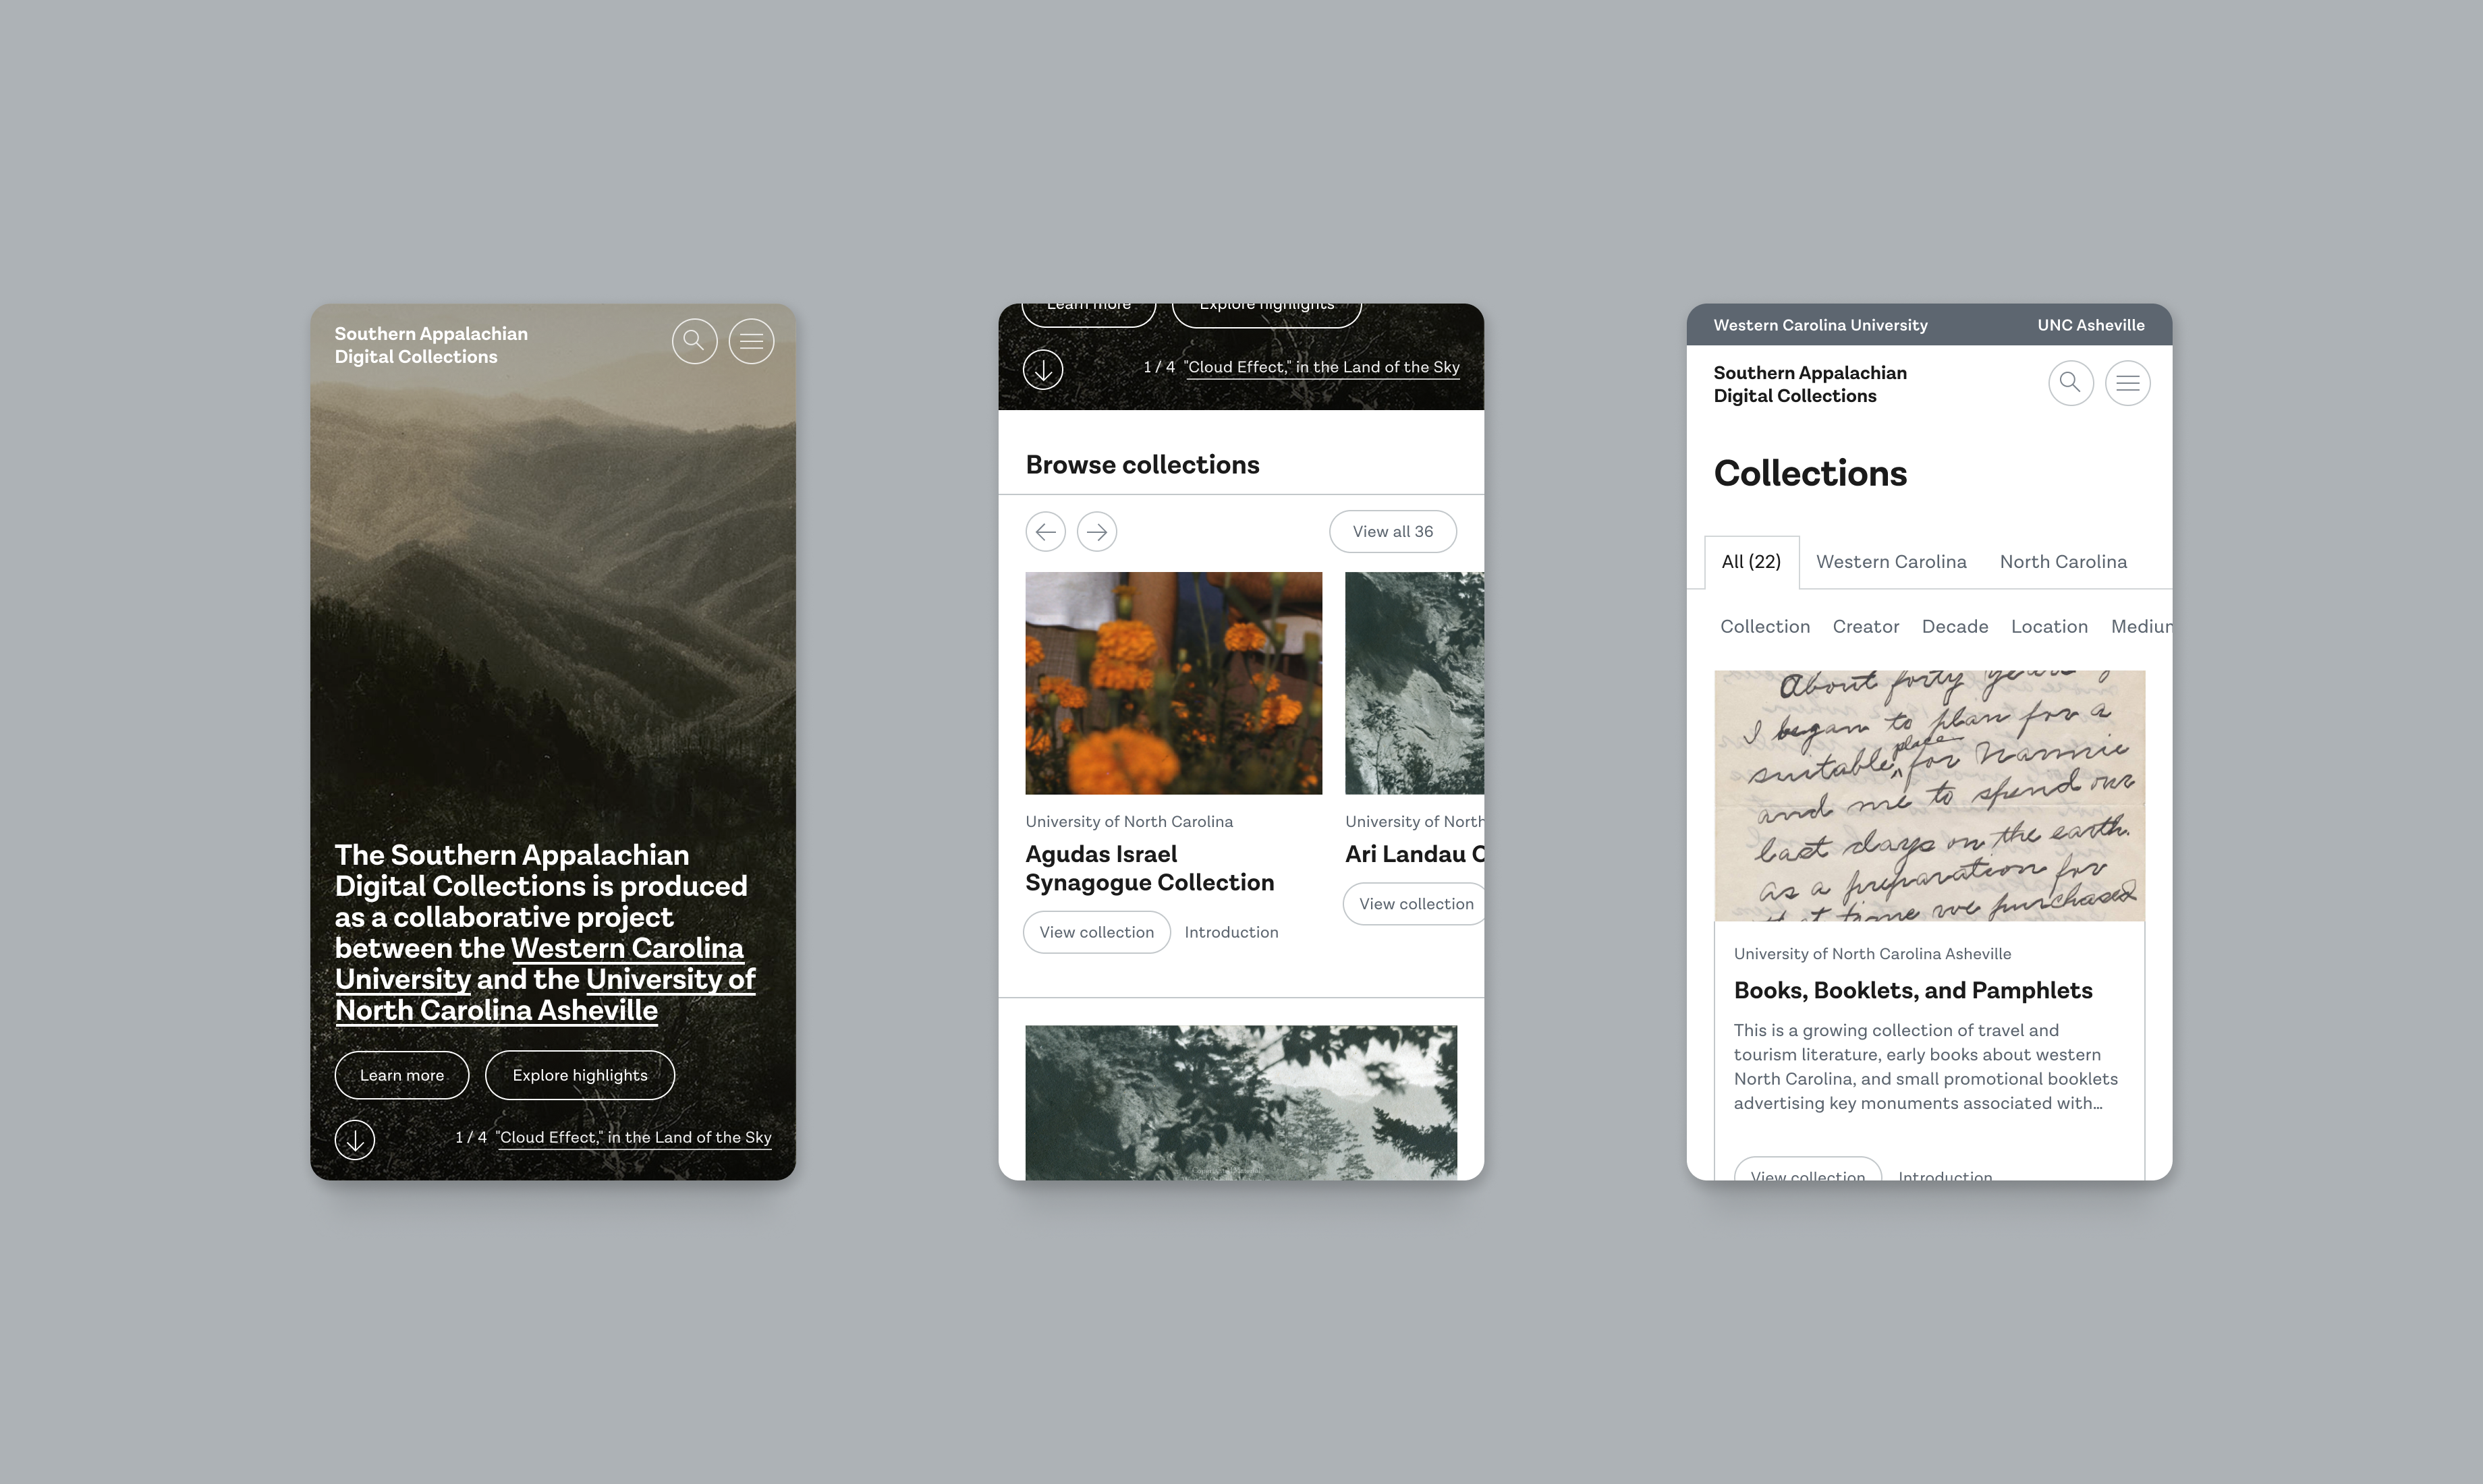 Southern Appalachian
Digital Collections
The Southern Appalachian
Digital Collections is produced
as a collaborative project
between the Western Carolina
University and the University of
North Carolina Asheville
Learn more
Explore highlights
1 / 4 "Cloud Effect," in the Land of the Sky
Learn more
Explore highlights
1 / 4 "Cloud Effect," in the Land of the Sky
Browse collections
View all 36
University of North Carolina
Agudas Israel
Synagogue Collection
View collection
Introduction
University of North
Ari Landau C
View collection
Western Carolina University
UNC Asheville
Southern Appalachian
Digital Collections
Collections
All (22)
Western Carolina
North Carolina
Collection
Creator
Decade
Location
Medium
About forty years
I began to plan for a
suitable place for Nannie
and me to spend our
last days on the earth.
as a preparation for
that time we purchased
University of North Carolina Asheville
Books, Booklets, and Pamphlets
This is a growing collection of travel and
tourism literature, early books about western
North Carolina, and small promotional booklets
advertising key monuments associated with...
View collection
Introduction